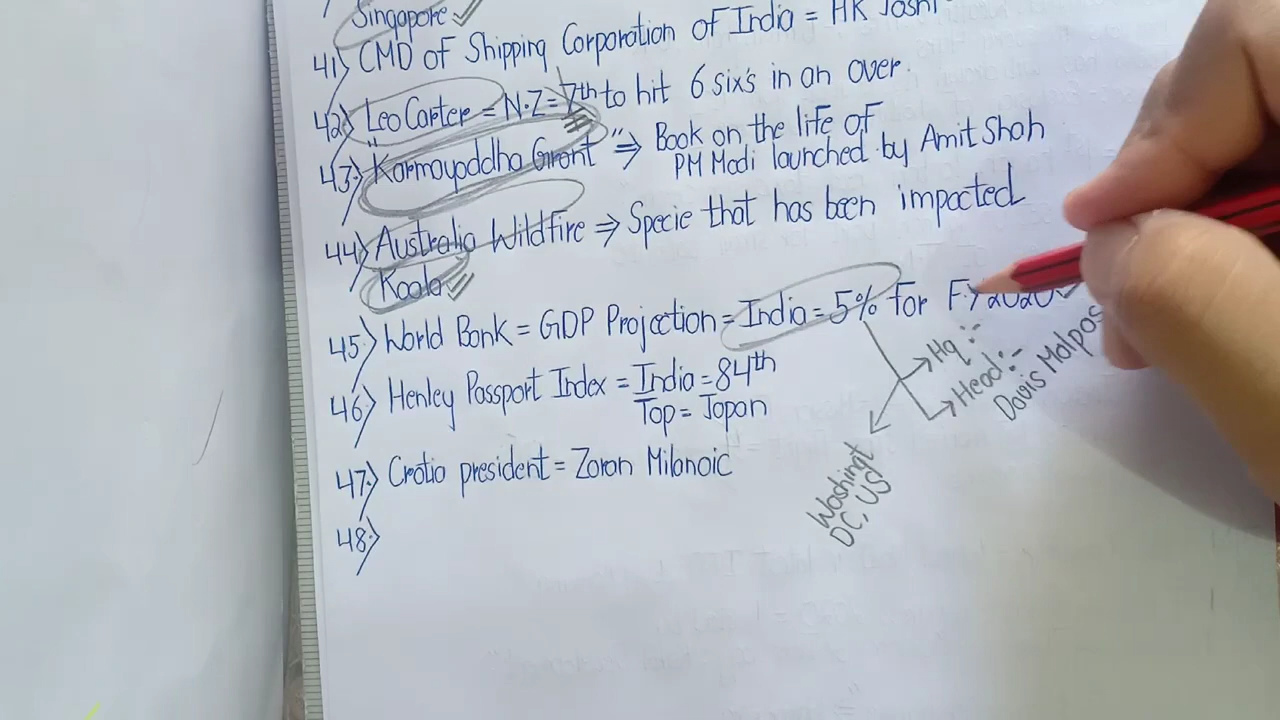 Singapore
41) CMD of Shipping Corporation of India = HK Joshi
42) Leo Carter = N.Z = 7th to hit 6 six's in an over.
43) "Karmayoddha Grant" ⇒ Book on the life of
PM Modi launched by Amit Shah
44) Australia Wildfire ⇒ Specie that has been impacted
Koala
45) World Bank = GDP Projection = India = 5% for FY2020
→ Hq :-
→ Head :-
Davis Malpas
Washingt
DC, US
46) Henley Passport Index = India = 84th
Top = Japan
47) Crotia president = Zoran Milanoic
48)